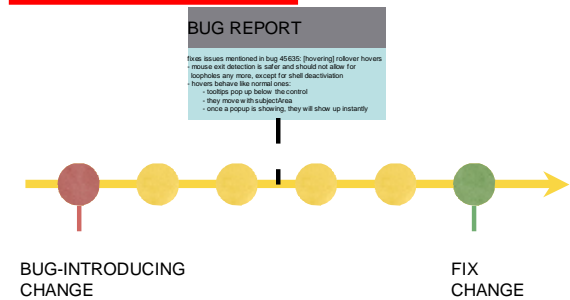 BUG REPORT
fixes issues mentioned in bug 45635: [hovering] rollover hovers
- mouse exit detection is safer and should not allow for
loopholes any more, except for shell deactiviation
- hovers behave like normal ones:
- tooltips pop up below the control
- they move with subjectArea
- once a popup is showing, they will show up instantly
BUG-INTRODUCING
CHANGE
FIX
CHANGE